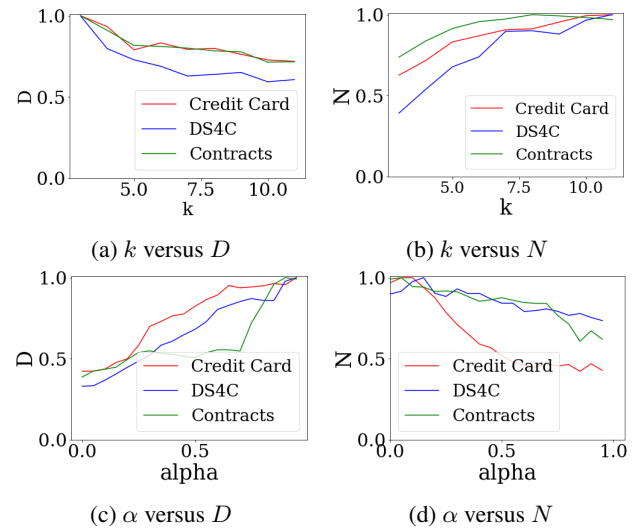 1.0
D
0.5
0.0
5.0 7.5 10.0
k
Credit Card
DS4C
Contracts
(a) k versus D
1.0
N
0.5
0.0
5.0 7.5 10.0
k
Credit Card
DS4C
Contracts
(b) k versus N
1.0
D
0.5
0.0
0.0 0.5
alpha
Credit Card
DS4C
Contracts
(c) α versus D
1.0
N
0.5
0.0
0.0 0.5 1.0
alpha
Credit Card
DS4C
Contracts
(d) α versus N